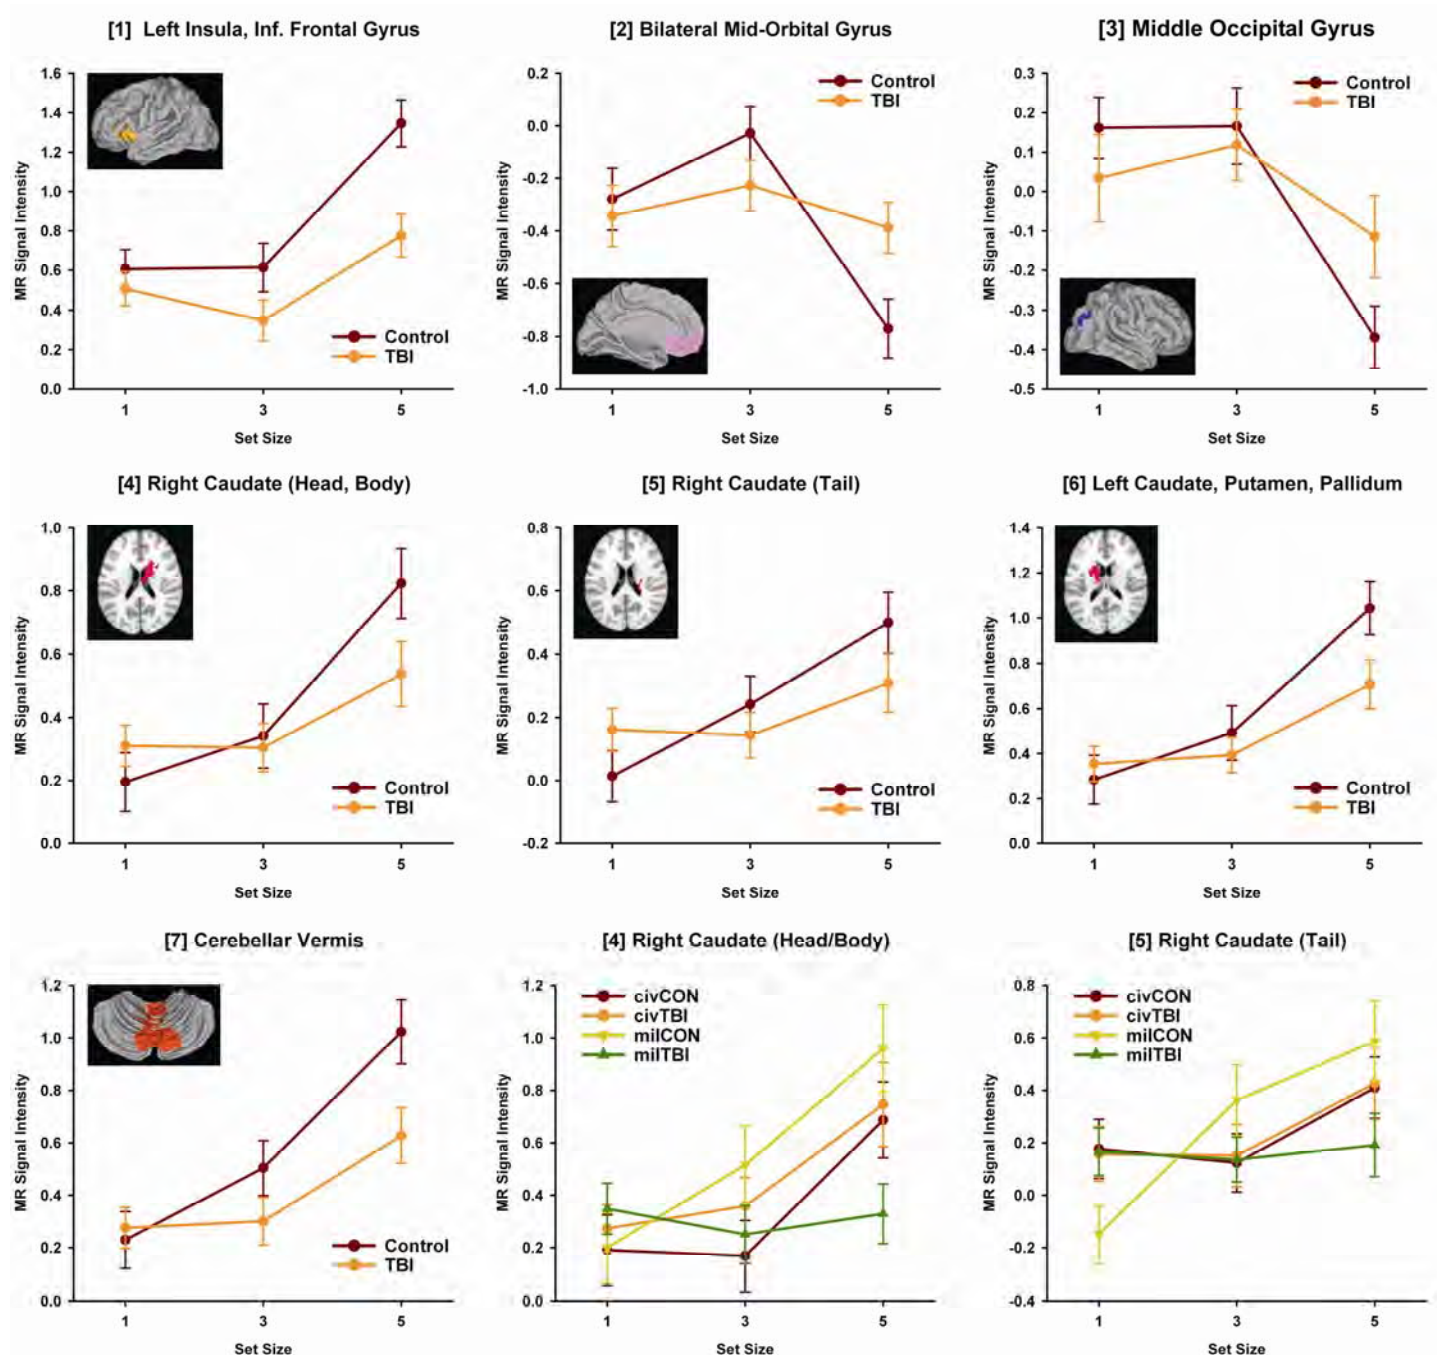 [1] Left Insula, Inf. Frontal Gyrus
MR Signal Intensity
1.6
1.4
1.2
1.0
0.8
0.6
0.4
0.2
0.0
Control
TBI
1 3 5
Set Size
[2] Bilateral Mid-Orbital Gyrus
MR Signal Intensity
0.2
0.0
-0.2
-0.4
-0.6
-0.8
-1.0
Control
TBI
1 3 5
Set Size
[3] Middle Occipital Gyrus
MR Signal Intensity
0.3
0.2
0.1
0.0
-0.1
-0.2
-0.3
-0.4
-0.5
Control
TBI
1 3 5
Set Size
[4] Right Caudate (Head, Body)
MR Signal Intensity
1.0
0.8
0.6
0.4
0.2
0.0
Control
TBI
1 3 5
Set Size
[5] Right Caudate (Tail)
MR Signal Intensity
0.8
0.6
0.4
0.2
0.0
-0.2
Control
TBI
1 3 5
Set Size
[6] Left Caudate, Putamen, Pallidum
MR Signal Intensity
1.4
1.2
1.0
0.8
0.6
0.4
0.2
0.0
Control
TBI
1 3 5
Set Size
[7] Cerebellar Vermis
MR Signal Intensity
1.2
1.0
0.8
0.6
0.4
0.2
0.0
Control
TBI
1 3 5
Set Size
[4] Right Caudate (Head/Body)
MR Signal Intensity
1.2
1.0
0.8
0.6
0.4
0.2
0.0
civCON
civTBI
milCON
milTBI
1 3 5
Set Size
[5] Right Caudate (Tail)
MR Signal Intensity
0.8
0.6
0.4
0.2
0.0
-0.2
-0.4
civCON
civTBI
milCON
milTBI
1 3 5
Set Size